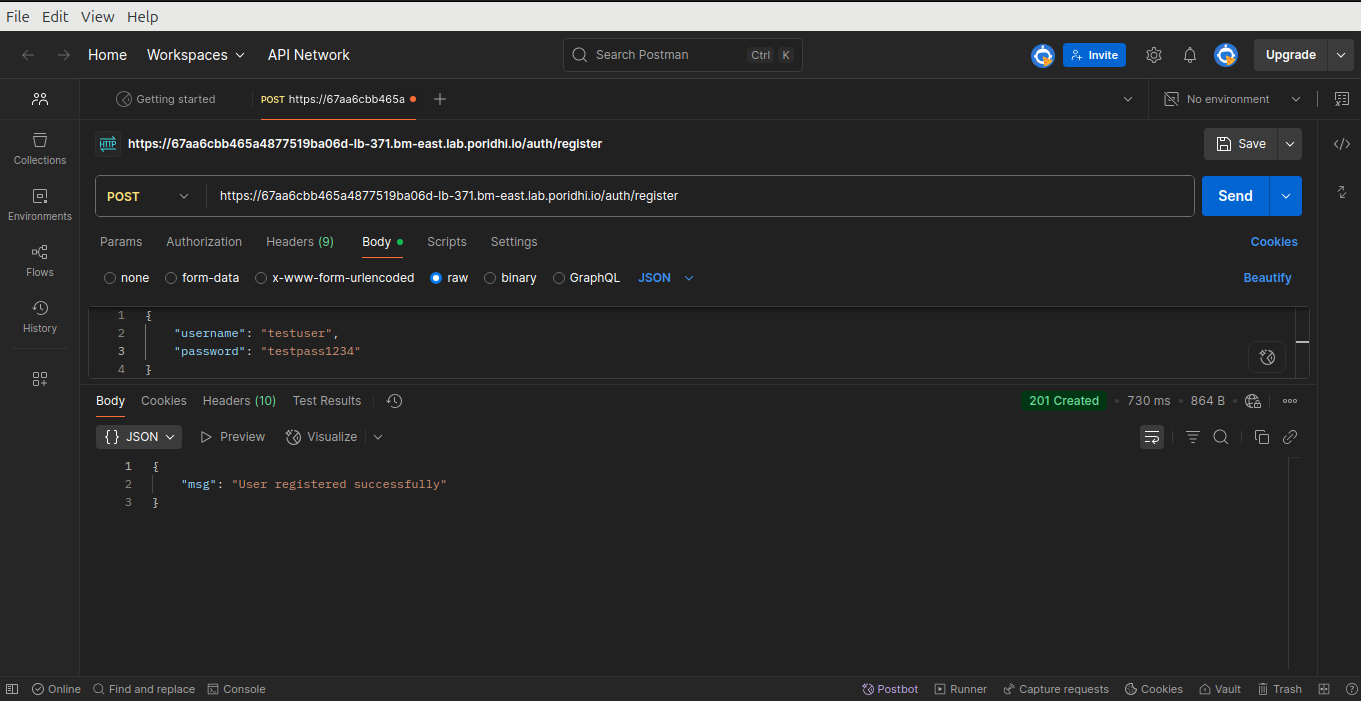 File Edit View Help
Home Workspaces API Network Search Postman Ctrl K Invite Upgrade
Getting started POST https://67aa6cbb465a No environment
HTTP https://67aa6cbb465a4877519ba06d-lb-371.bm-east.lab.poridhi.io/auth/register Save
POST https://67aa6cbb465a4877519ba06d-lb-371.bm-east.lab.poridhi.io/auth/register Send
Collections
Environments
Flows
History
Params Authorization Headers (9) Body Scripts Settings Cookies
none form-data x-www-form-urlencoded raw binary GraphQL JSON Beautify
1 {
2 "username": "testuser",
3 "password": "testpass1234"
4 }
Body Cookies Headers (10) Test Results 201 Created • 730 ms • 864 B •
{} JSON Preview Visualize
1 {
2 "msg": "User registered successfully"
3 }
Online Find and replace Console Postbot Runner Capture requests Cookies Vault Trash